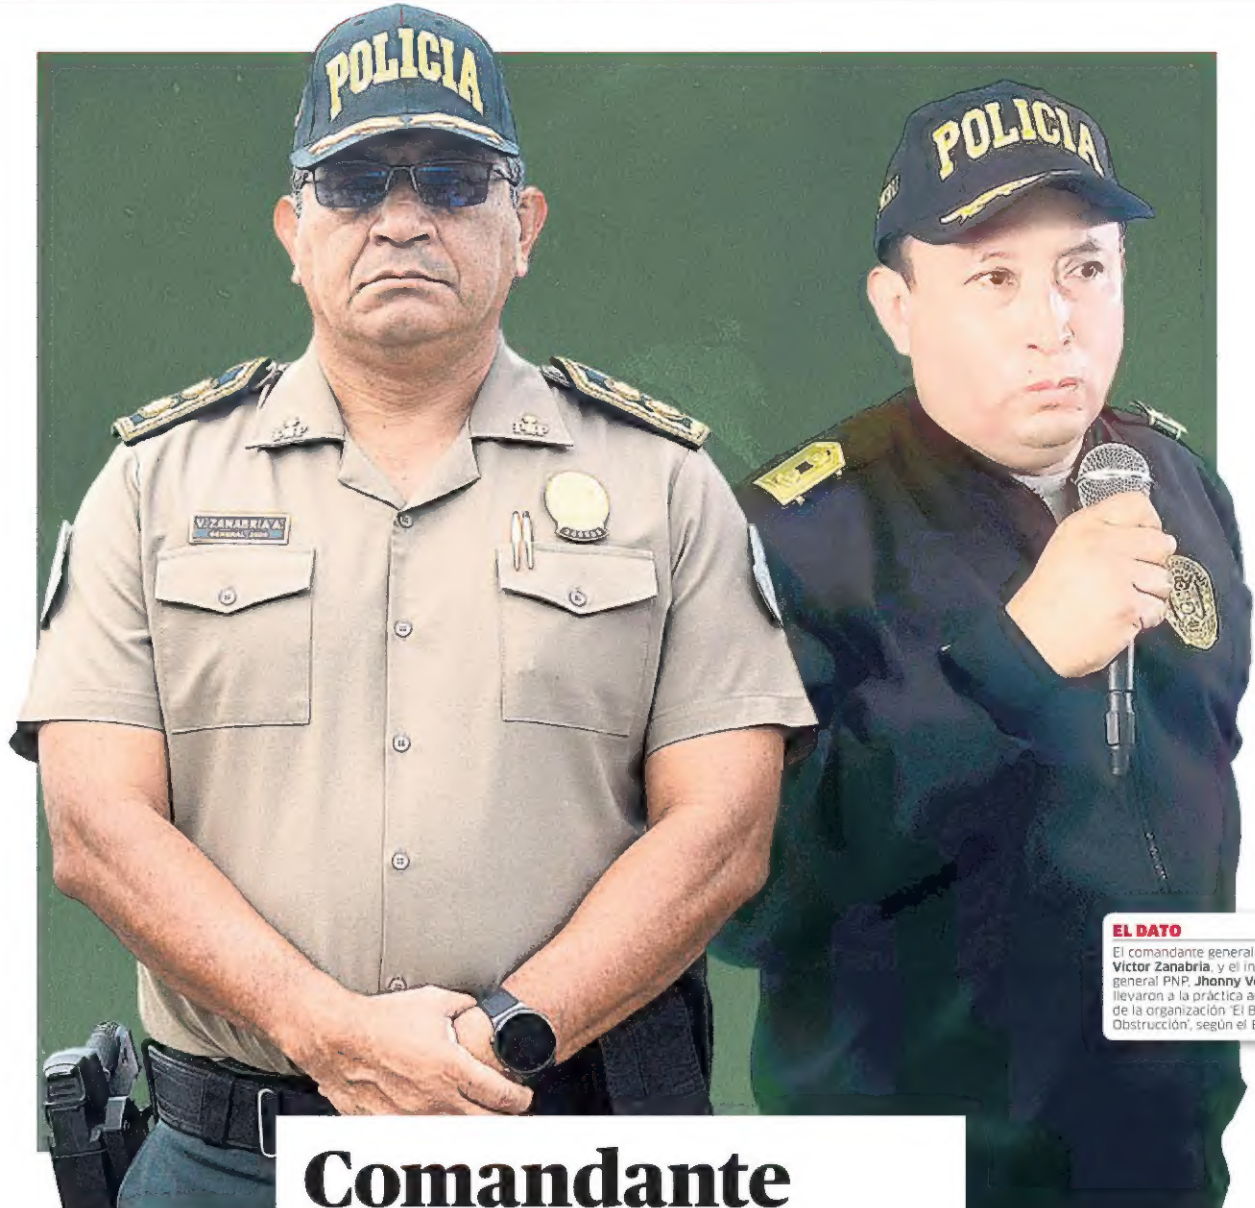 POLICIA
POLICIA
V. ZANABRIA A.
GENERAL
EL DATO
El comandante general
Víctor Zanabria, y el in
general PNP, Jhonny Ve
llevaron a la práctica a
de la organización 'El B
Obstrucción', según el E
Comandante